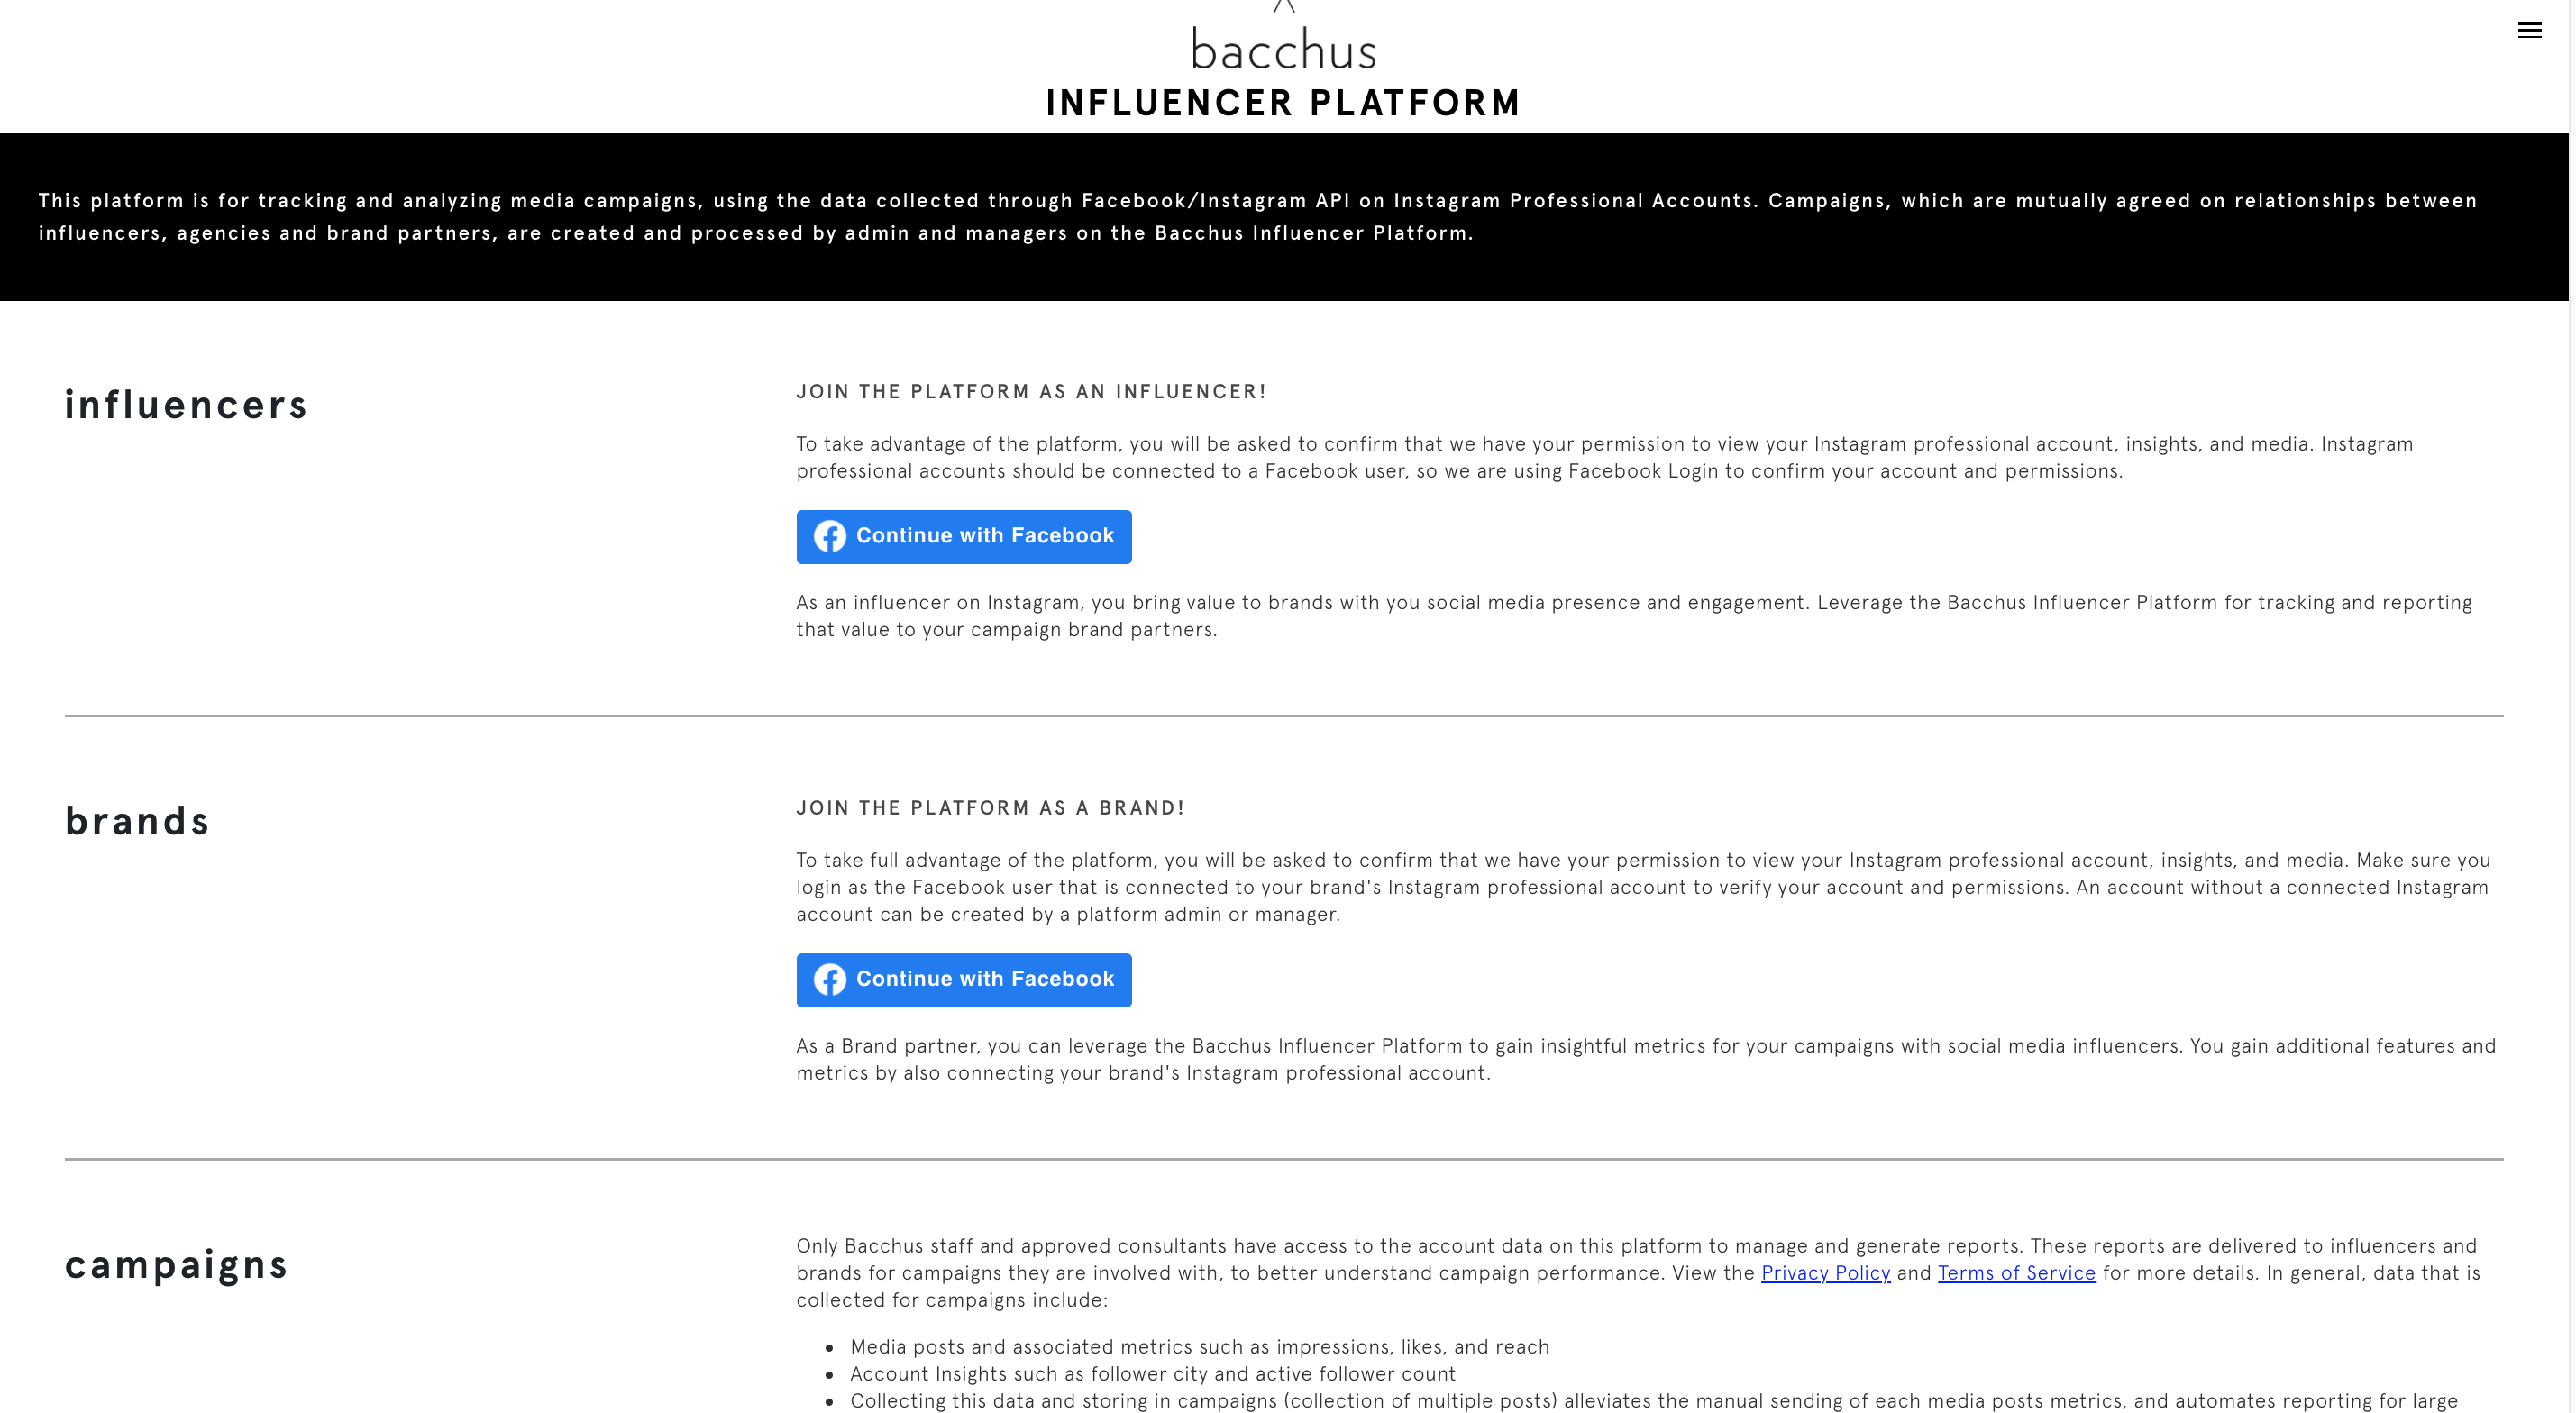 bacchus
INFLUENCER PLATFORM
This platform is for tracking and analyzing media campaigns, using the data collected through Facebook/Instagram API on Instagram Professional Accounts. Campaigns, which are mutually agreed on relationships between
influencers, agencies and brand partners, are created and processed by admin and managers on the Bacchus Influencer Platform.
influencers
JOIN THE PLATFORM AS AN INFLUENCER!
To take advantage of the platform, you will be asked to confirm that we have your permission to view your Instagram professional account, insights, and media. Instagram
professional accounts should be connected to a Facebook user, so we are using Facebook Login to confirm your account and permissions.
Continue with Facebook
As an influencer on Instagram, you bring value to brands with you social media presence and engagement. Leverage the Bacchus Influencer Platform for tracking and reporting
that value to your campaign brand partners.
brands
JOIN THE PLATFORM AS A BRAND!
To take full advantage of the platform, you will be asked to confirm that we have your permission to view your Instagram professional account, insights, and media. Make sure you
login as the Facebook user that is connected to your brand's Instagram professional account to verify your account and permissions. An account without a connected Instagram
account can be created by a platform admin or manager.
Continue with Facebook
As a Brand partner, you can leverage the Bacchus Influencer Platform to gain insightful metrics for your campaigns with social media influencers. You gain additional features and
metrics by also connecting your brand's Instagram professional account.
campaigns
Only Bacchus staff and approved consultants have access to the account data on this platform to manage and generate reports. These reports are delivered to influencers and
brands for campaigns they are involved with, to better understand campaign performance. View the Privacy Policy and Terms of Service for more details. In general, data that is
collected for campaigns include:
• Media posts and associated metrics such as impressions, likes, and reach
• Account Insights such as follower city and active follower count
• Collecting this data and storing in campaigns (collection of multiple posts) alleviates the manual sending of each media posts metrics, and automates reporting for large